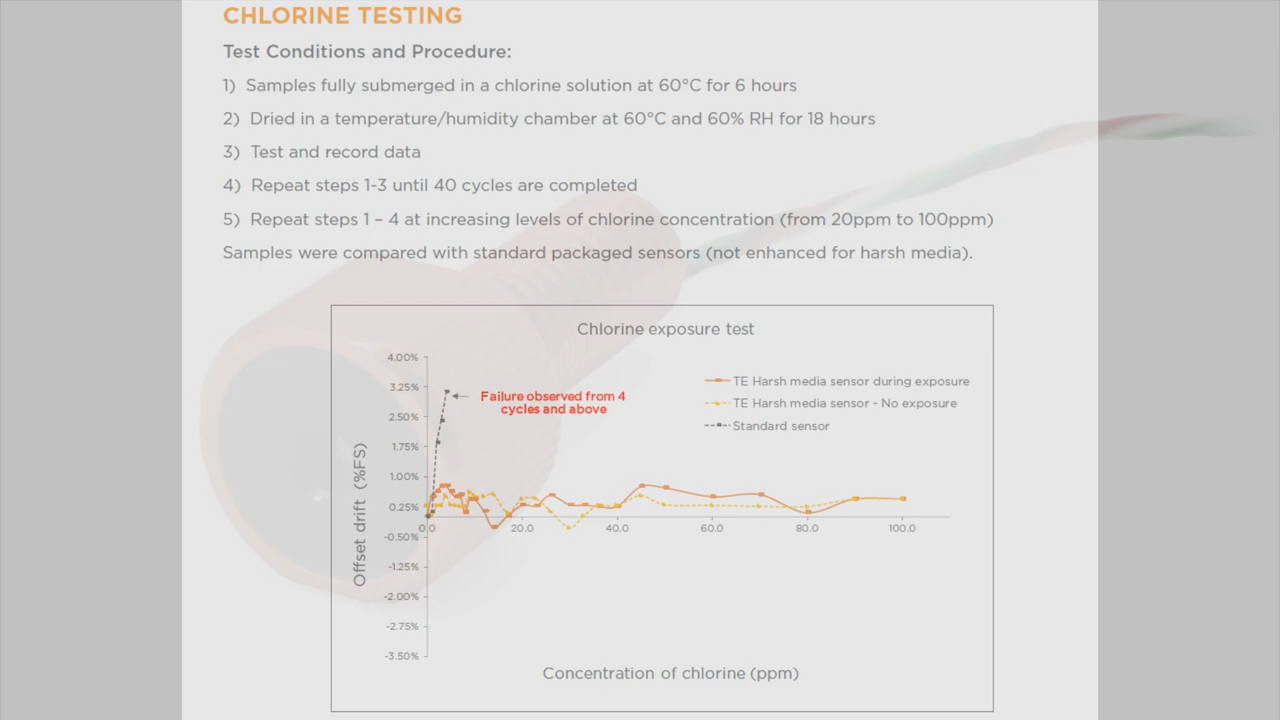 CHLORINE TESTING
Test Conditions and Procedure:
1) Samples fully submerged in a chlorine solution at 60°C for 6 hours
2) Dried in a temperature/humidity chamber at 60°C and 60% RH for 18 hours
3) Test and record data
4) Repeat steps 1-3 until 40 cycles are completed
5) Repeat steps 1 – 4 at increasing levels of chlorine concentration (from 20ppm to 100ppm)
Samples were compared with standard packaged sensors (not enhanced for harsh media).
Chlorine exposure test
4.00%
3.25%
2.50%
1.75%
1.00%
0.25%
-0.50%
-1.25%
-2.00%
-2.75%
-3.50%
Offset drift (%FS)
Failure observed from 4
cycles and above
TE Harsh media sensor during exposure
TE Harsh media sensor - No exposure
Standard sensor
0.0 20.0 40.0 60.0 80.0 100.0
Concentration of chlorine (ppm)